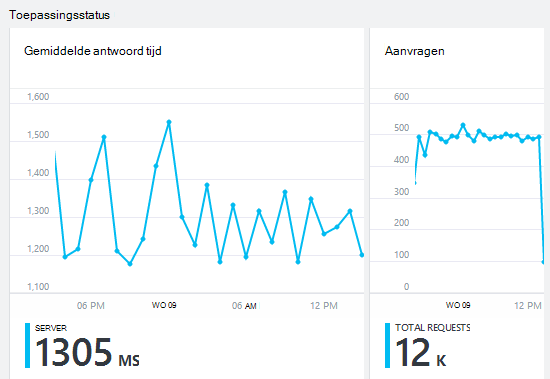 Toepassingsstatus
Gemiddelde antwoord tijd
1,600
1,500
1,400
1,300
1,200
1,100
06 PM WO 09 06 AM 12 PM
SERVER
1305 MS
Aanvragen
600
500
400
300
200
100
0
WO 09 12 PM
TOTAL REQUESTS
12 K